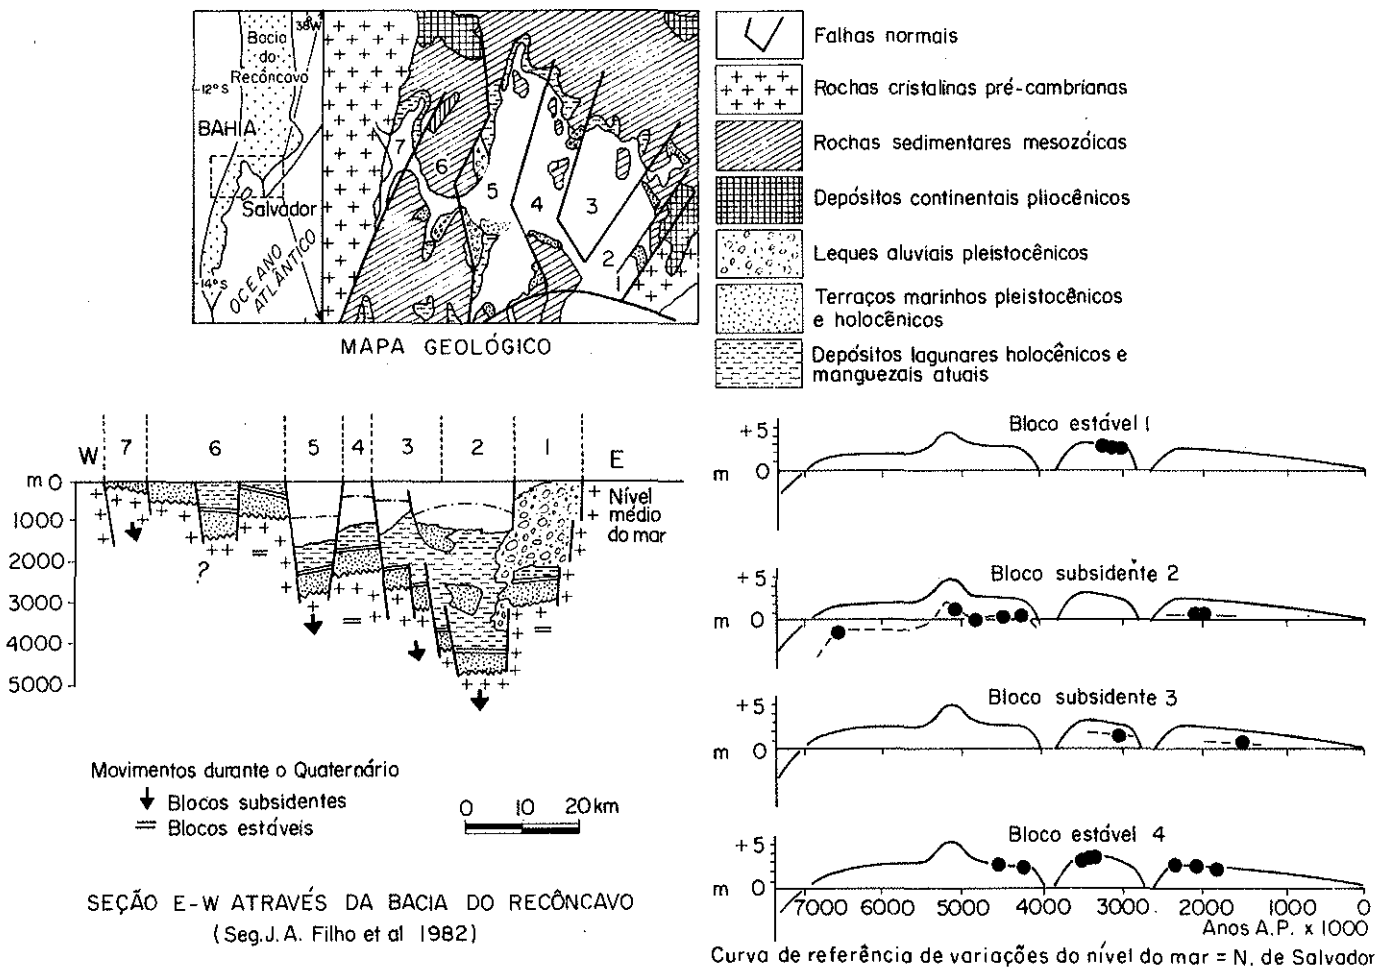 38°W
Bacia
do
Recôncavo
12°S
BAHIA
Salvador
14°S
OCEANO
ATLÂNTICO
7
6
5
4
3
2
1
MAPA GEOLÓGICO
Falhas normais
Rochas cristalinas pré-cambrianas
Rochas sedimentares mesozóicas
Depósitos continentais pliocênicos
Leques aluviais pleistocênicos
Terraços marinhos pleistocênicos
e holocênicos
Depósitos lagunares holocênicos e
manguezais atuais
W 7 6 5 4 3 2 1 E
m 0
1000
2000
3000
4000
5000
?
Nível
médio
do mar
Movimentos durante o Quaternário
Blocos subsidentes
Blocos estáveis
0 10 20 km
SEÇÃO E-W ATRAVÉS DA BACIA DO RECÔNCAVO
(Seg. J. A. Filho et al 1982)
Bloco estável 1
+5
m 0
Bloco subsidente 2
+5
m 0
Bloco subsidente 3
+5
m 0
Bloco estável 4
+5
m 0
7000 6000 5000 4000 3000 2000 1000 0
Anos A.P. x 1000
Curva de referência de variações do nível do mar = N. de Salvador